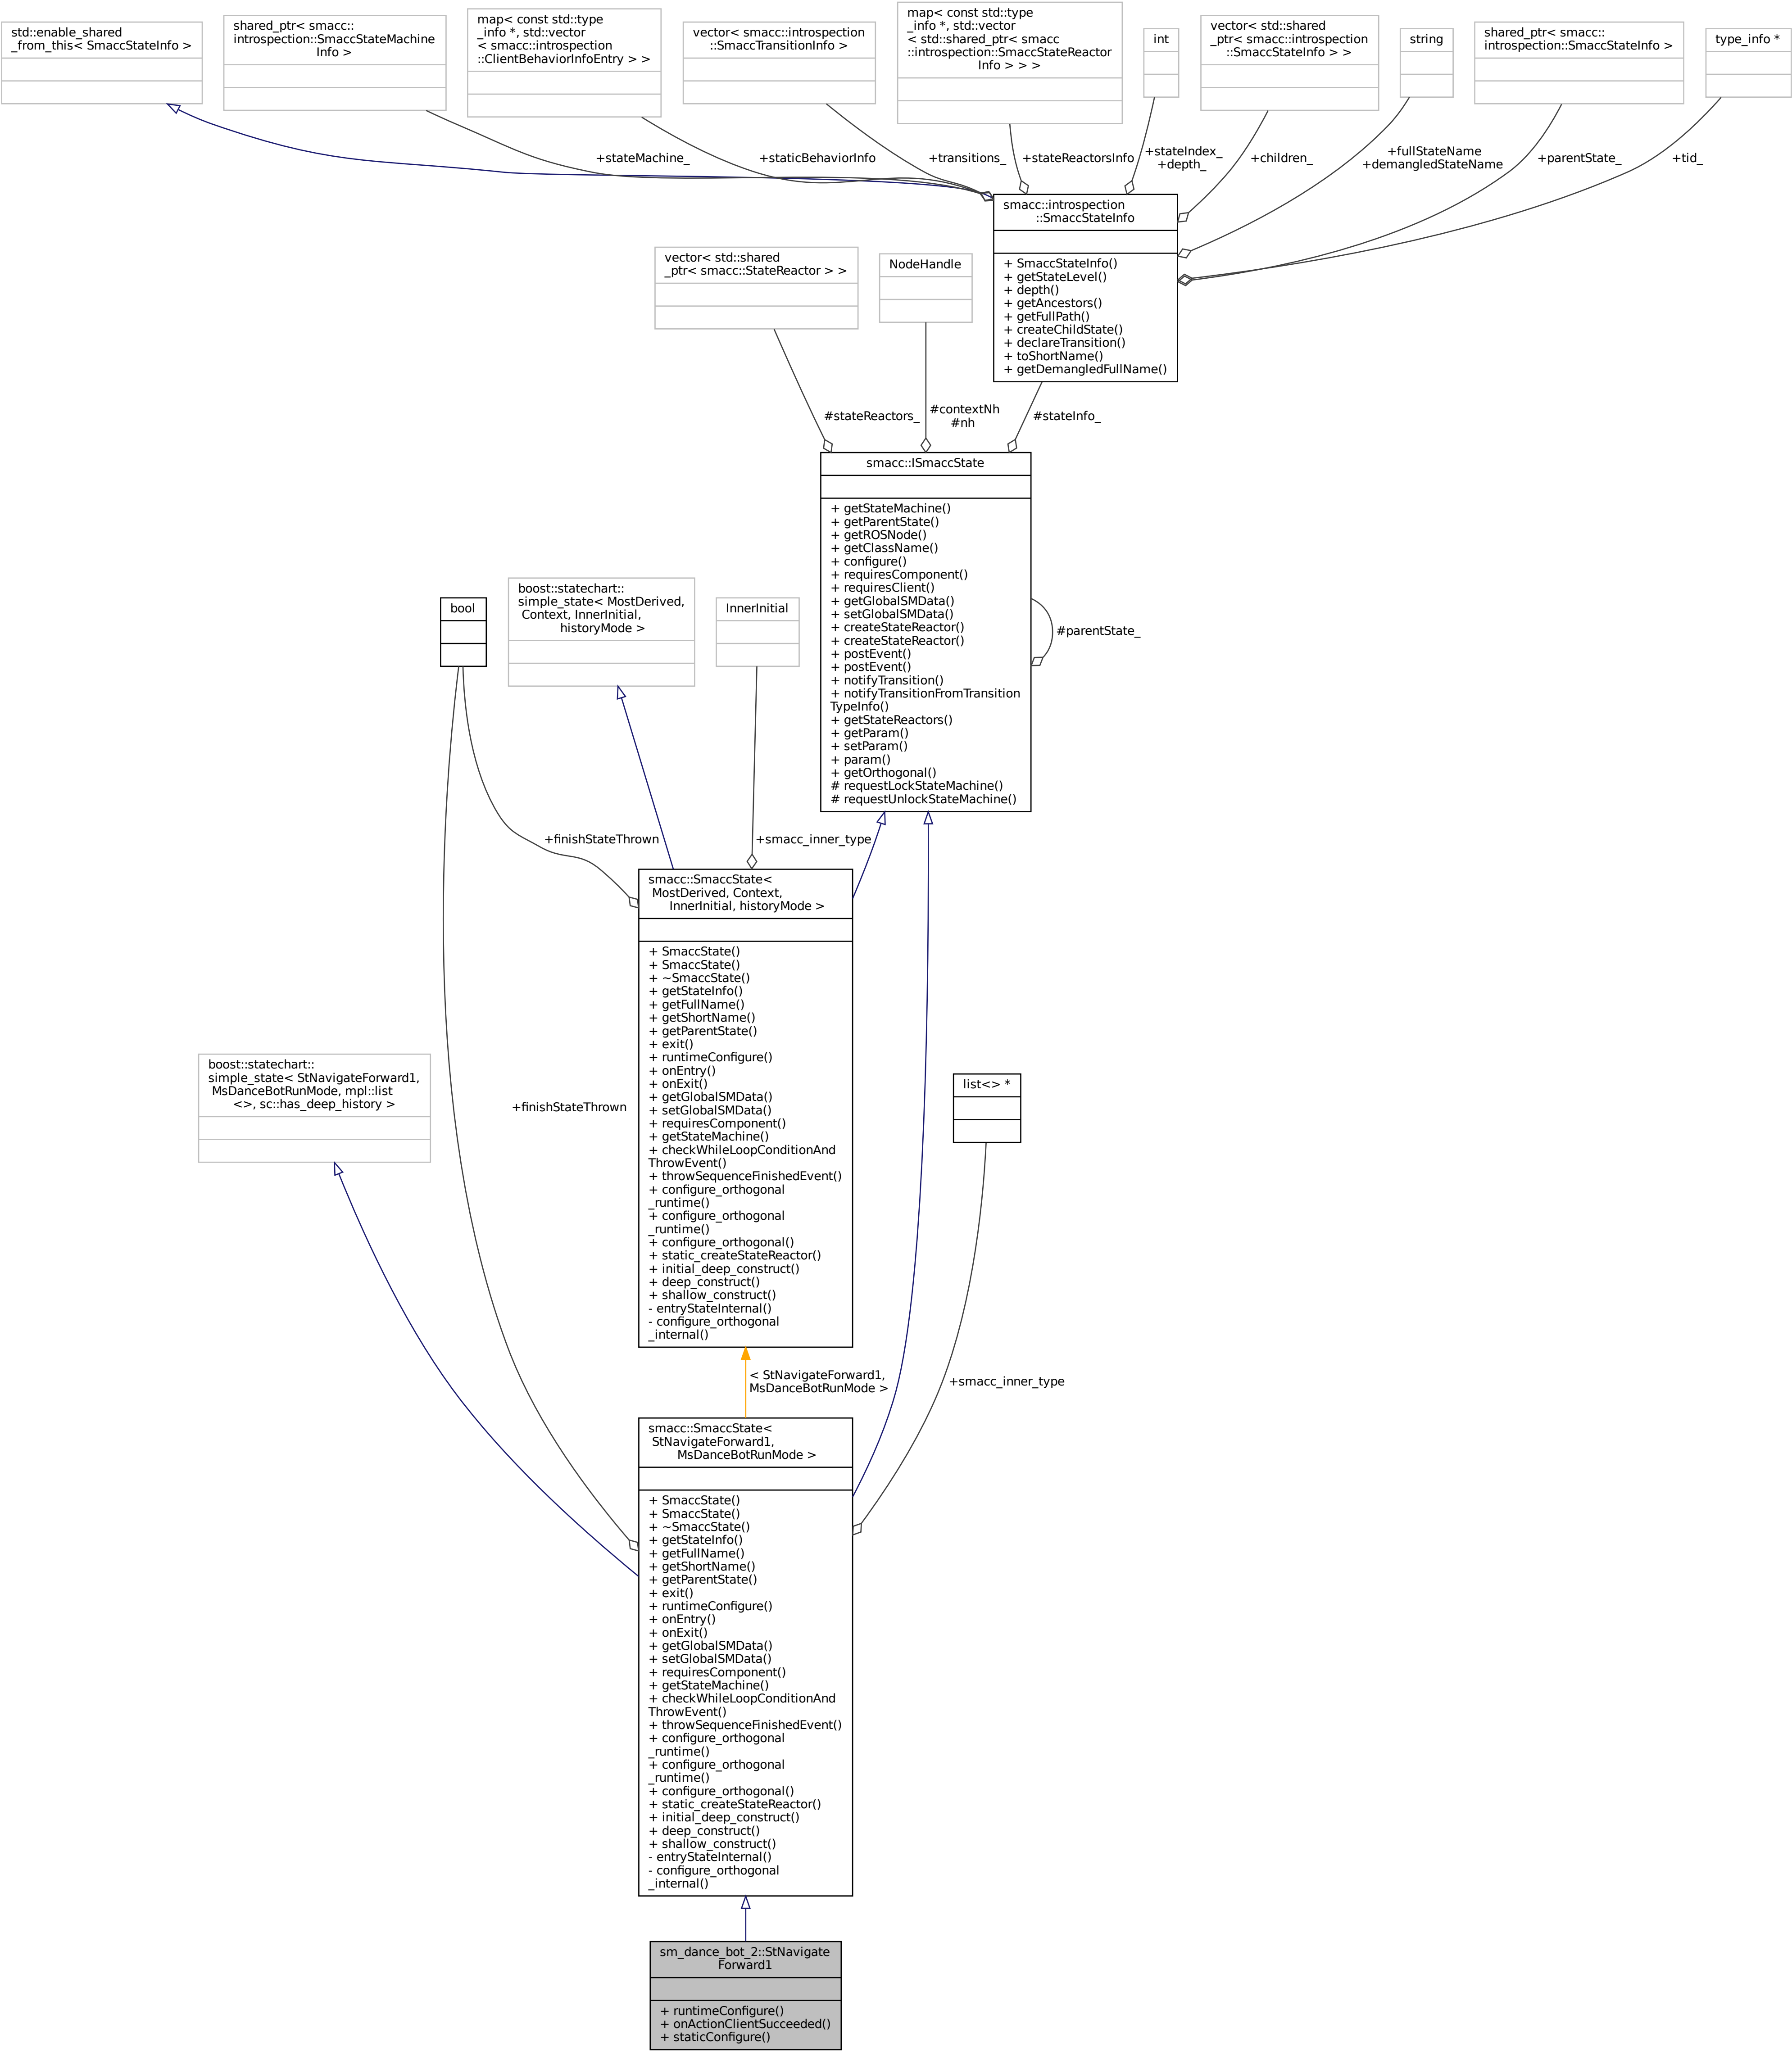 std::enable_shared
_from_this< SmaccStateInfo >
shared_ptr< smacc::
introspection::SmaccStateMachine
Info >
map< const std::type
_info *, std::vector
< smacc::introspection
::ClientBehaviorInfoEntry > >
vector< smacc::introspection
::SmaccTransitionInfo >
map< const std::type
_info *, std::vector
< std::shared_ptr< smacc
::introspection::SmaccStateReactor
Info > > >
int
vector< std::shared
_ptr< smacc::introspection
::SmaccStateInfo > >
string
shared_ptr< smacc::
introspection::SmaccStateInfo >
type_info *
+stateMachine_
+staticBehaviorInfo
+transitions_
+stateReactorsInfo
+stateIndex_
+depth_
+children_
+fullStateName
+demangledStateName
+parentState_
+tid_
smacc::introspection
::SmaccStateInfo
+ SmaccStateInfo()
+ getStateLevel()
+ depth()
+ getAncestors()
+ getFullPath()
+ createChildState()
+ declareTransition()
+ toShortName()
+ getDemangledFullName()
vector< std::shared
_ptr< smacc::StateReactor > >
NodeHandle
#stateReactors_
#contextNh
#nh
#stateInfo_
smacc::ISmaccState
+ getStateMachine()
+ getParentState()
+ getROSNode()
+ getClassName()
+ configure()
+ requiresComponent()
+ requiresClient()
+ getGlobalSMData()
+ setGlobalSMData()
+ createStateReactor()
+ createStateReactor()
+ postEvent()
+ postEvent()
+ notifyTransition()
+ notifyTransitionFromTransition
TypeInfo()
+ getStateReactors()
+ getParam()
+ setParam()
+ param()
+ getOrthogonal()
# requestLockStateMachine()
# requestUnlockStateMachine()
#parentState_
bool
boost::statechart::
simple_state< MostDerived,
Context, InnerInitial,
historyMode >
InnerInitial
+finishStateThrown
+smacc_inner_type
smacc::SmaccState<
MostDerived, Context,
InnerInitial, historyMode >
+ SmaccState()
+ SmaccState()
+ ~SmaccState()
+ getStateInfo()
+ getFullName()
+ getShortName()
+ getParentState()
+ exit()
+ runtimeConfigure()
+ onEntry()
+ onExit()
+ getGlobalSMData()
+ setGlobalSMData()
+ requiresComponent()
+ getStateMachine()
+ checkWhileLoopConditionAnd
ThrowEvent()
+ throwSequenceFinishedEvent()
+ configure_orthogonal
_runtime()
+ configure_orthogonal
_runtime()
+ configure_orthogonal()
+ static_createStateReactor()
+ initial_deep_construct()
+ deep_construct()
+ shallow_construct()
- entryStateInternal()
- configure_orthogonal
_internal()
boost::statechart::
simple_state< StNavigateForward1,
MsDanceBotRunMode, mpl::list
<>, sc::has_deep_history >
+finishStateThrown
list<> *
< StNavigateForward1,
MsDanceBotRunMode >
+smacc_inner_type
smacc::SmaccState<
StNavigateForward1,
MsDanceBotRunMode >
+ SmaccState()
+ SmaccState()
+ ~SmaccState()
+ getStateInfo()
+ getFullName()
+ getShortName()
+ getParentState()
+ exit()
+ runtimeConfigure()
+ onEntry()
+ onExit()
+ getGlobalSMData()
+ setGlobalSMData()
+ requiresComponent()
+ getStateMachine()
+ checkWhileLoopConditionAnd
ThrowEvent()
+ throwSequenceFinishedEvent()
+ configure_orthogonal
_runtime()
+ configure_orthogonal
_runtime()
+ configure_orthogonal()
+ static_createStateReactor()
+ initial_deep_construct()
+ deep_construct()
+ shallow_construct()
- entryStateInternal()
- configure_orthogonal
_internal()
sm_dance_bot_2::StNavigate
Forward1
+ runtimeConfigure()
+ onActionClientSucceeded()
+ staticConfigure()